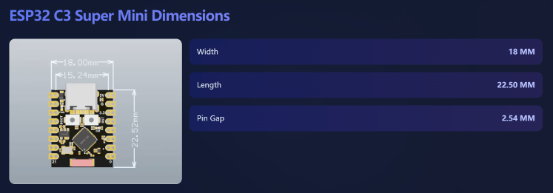 ESP32 C3 Super Mini Dimensions
18.00mm
15.24mm
22.52mm
Width 18 MM
Length 22.50 MM
Pin Gap 2.54 MM